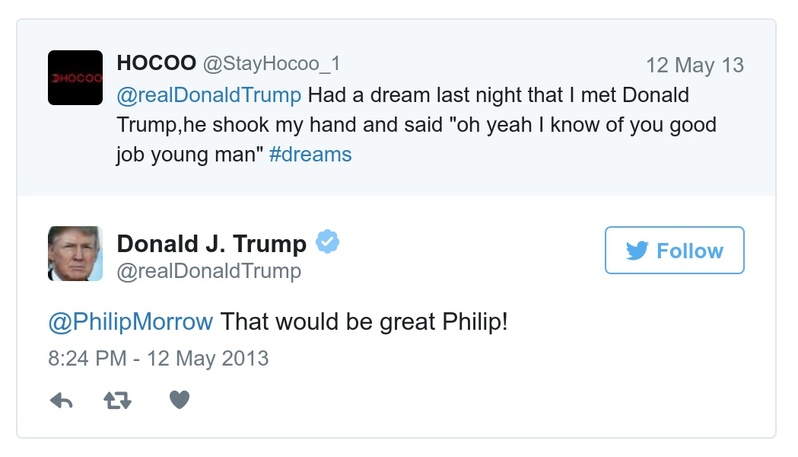 HOCOO
HOCOO @StayHocoo_1 12 May 13
@realDonaldTrump Had a dream last night that I met Donald
Trump,he shook my hand and said "oh yeah I know of you good
job young man" #dreams
Donald J. Trump
@realDonaldTrump
Follow
@PhilipMorrow That would be great Philip!
8:24 PM - 12 May 2013